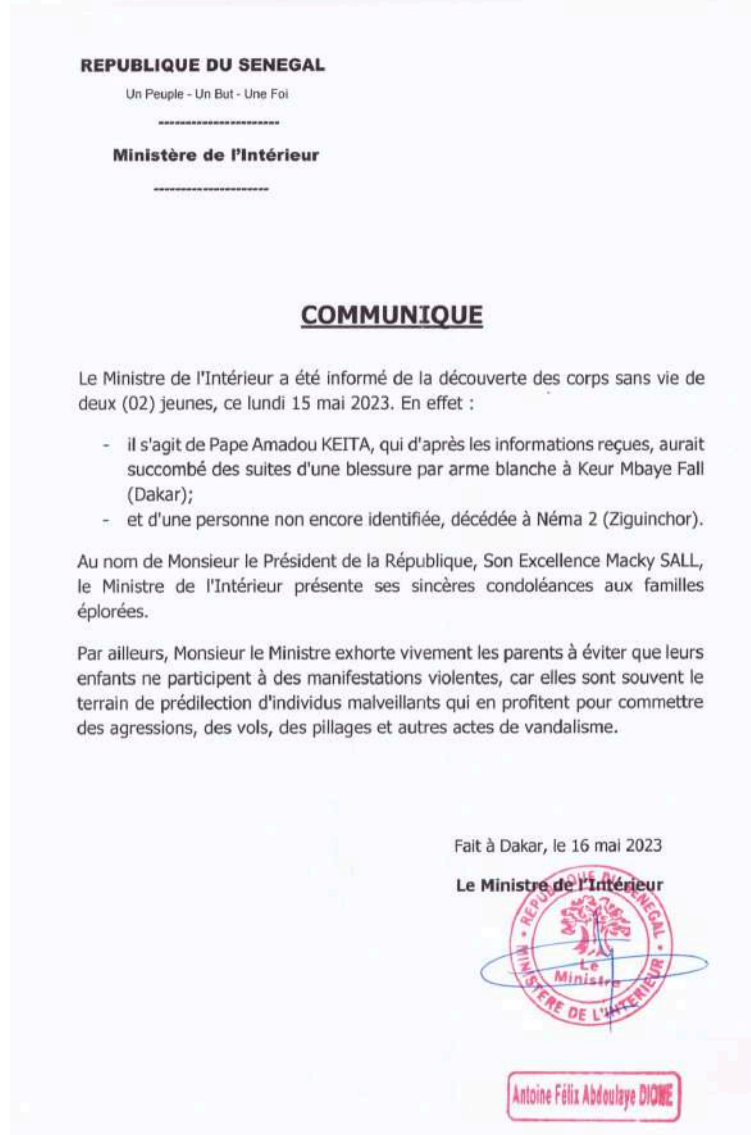 REPUBLIQUE DU SENEGAL
Un Peuple - Un But - Une Foi
----------------------
Ministère de l'Intérieur
---------------------
COMMUNIQUE
Le Ministre de l'Intérieur a été informé de la découverte des corps sans vie de
deux (02) jeunes, ce lundi 15 mai 2023. En effet :
- il s'agit de Pape Amadou KEITA, qui d'après les informations reçues, aurait
succombé des suites d'une blessure par arme blanche à Keur Mbaye Fall
(Dakar);
- et d'une personne non encore identifiée, décédée à Néma 2 (Ziguinchor).
Au nom de Monsieur le Président de la République, Son Excellence Macky SALL,
le Ministre de l'Intérieur présente ses sincères condoléances aux familles
éplorées.
Par ailleurs, Monsieur le Ministre exhorte vivement les parents à éviter que leurs
enfants ne participent à des manifestations violentes, car elles sont souvent le
terrain de prédilection d'individus malveillants qui en profitent pour commettre
des agressions, des vols, des pillages et autres actes de vandalisme.
Fait à Dakar, le 16 mai 2023
Le Ministre de l'Intérieur
REPUBLIQUE DU SENEGAL
Le
Ministre
MINISTERE DE L'INTERIEUR
Antoine Félix Abdoulaye DIOME